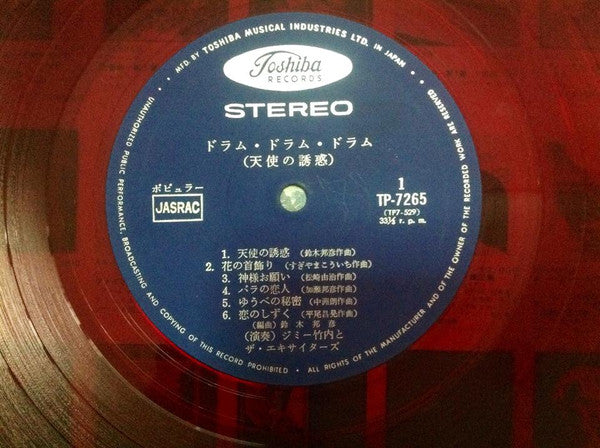 MFD. BY TOSHIBA MUSICAL INDUSTRIES LTD. IN JAPAN
Toshiba
RECORDS
STEREO
ドラム・ドラム・ドラム
(天使の誘惑)
ポピュラー
JASRAC
1
TP-7265
(TP7-529)
33⅓ r. p. m.
1. 天使の誘惑 (鈴木邦彦作曲)
2. 花の首飾り (すぎやまこういち作曲)
3. 神様お願い (松崎由治作曲)
4. バラの恋人 (加瀬邦彦作曲)
5. ゆうべの秘密 (中洲朗作曲)
6. 恋のしずく (平尾昌晃作曲)
(編曲) 鈴木邦彦
(演奏) ジミー竹内と
ザ・エキサイターズ
UNAUTHORIZED PUBLIC PERFORMANCE, BROADCASTING AND COPYING OF THIS RECORD PROHIBITED • ALL RIGHTS OF THE MANUFACTURER AND OF THE OWNER OF THE RECORDED WORK ARE RESERVED